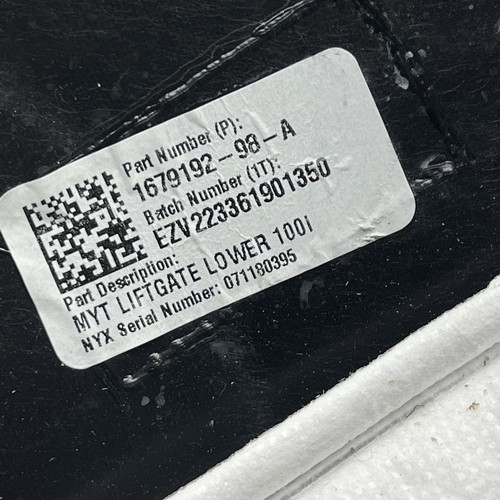 Part Number (P):
1679192-98-A
Batch Number (1T):
EZV223361901350
Part Description:
MYT LIFTGATE LOWER 100i
NYX Serial Number: 071180395